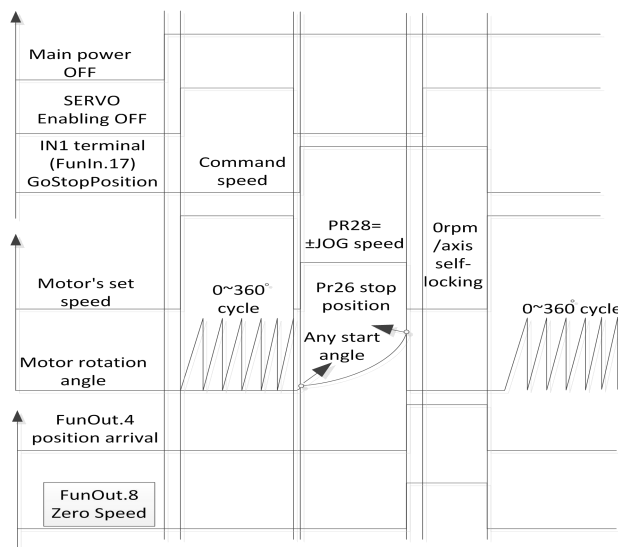 Main power
OFF
SERVO
Enabling OFF
IN1 terminal
(FunIn.17)
GoStopPosition
Command
speed
PR28=
±JOG speed
0rpm
/axis
self-
locking
Motor's set
speed
0~360°
cycle
Pr26 stop
position
0~360°cycle
Any start
angle
Motor rotation
angle
FunOut.4
position arrival
FunOut.8
Zero Speed